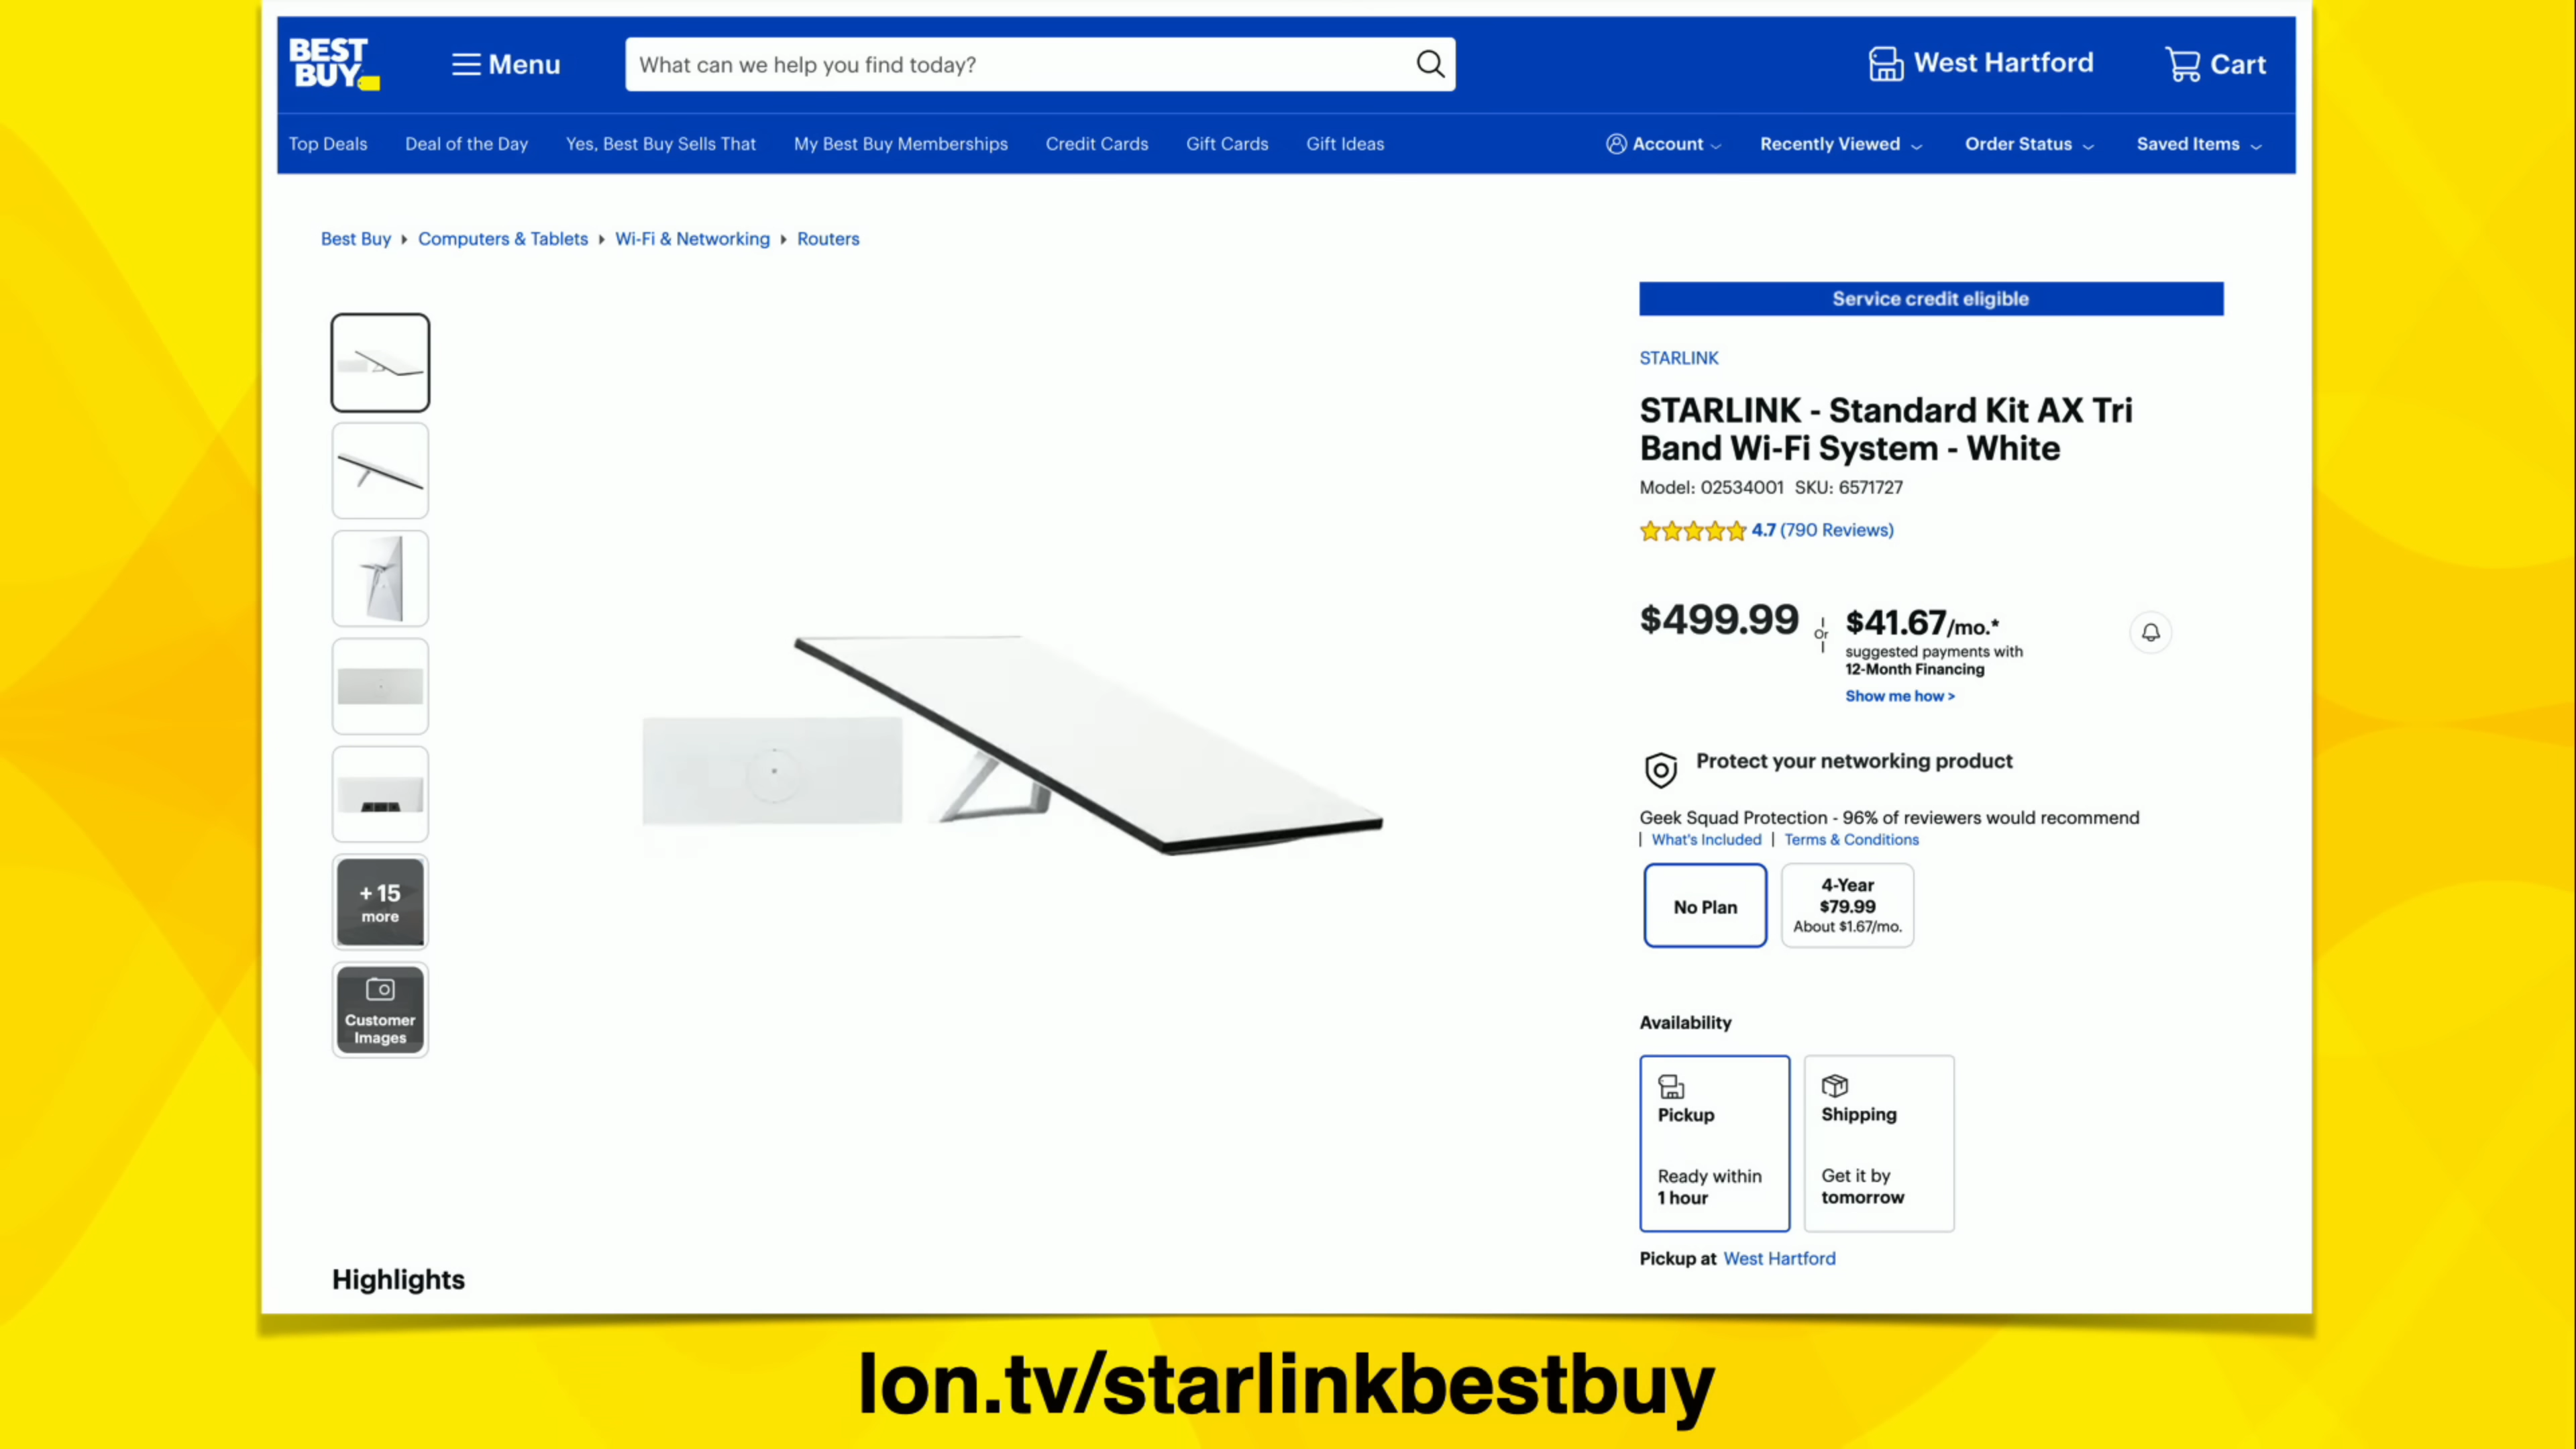 BEST
BUY
Menu
What can we help you find today?
West Hartford
Cart
Top Deals
Deal of the Day
Yes, Best Buy Sells That
My Best Buy Memberships
Credit Cards
Gift Cards
Gift Ideas
Account
Recently Viewed
Order Status
Saved Items
Best Buy
Computers & Tablets
Wi-Fi & Networking
Routers
+ 15
more
Customer
Images
Highlights
Service credit eligible
STARLINK
STARLINK - Standard Kit AX Tri
Band Wi-Fi System - White
Model: 02534001 SKU: 6571727
4.7 (790 Reviews)
$499.99
Or
$41.67/mo.*
suggested payments with
12-Month Financing
Show me how >
Protect your networking product
Geek Squad Protection - 96% of reviewers would recommend
| What's Included | Terms & Conditions
No Plan
4-Year
$79.99
About $1.67/mo.
Availability
Pickup
Ready within
1 hour
Shipping
Get it by
tomorrow
Pickup at West Hartford
lon.tv/starlinkbestbuy